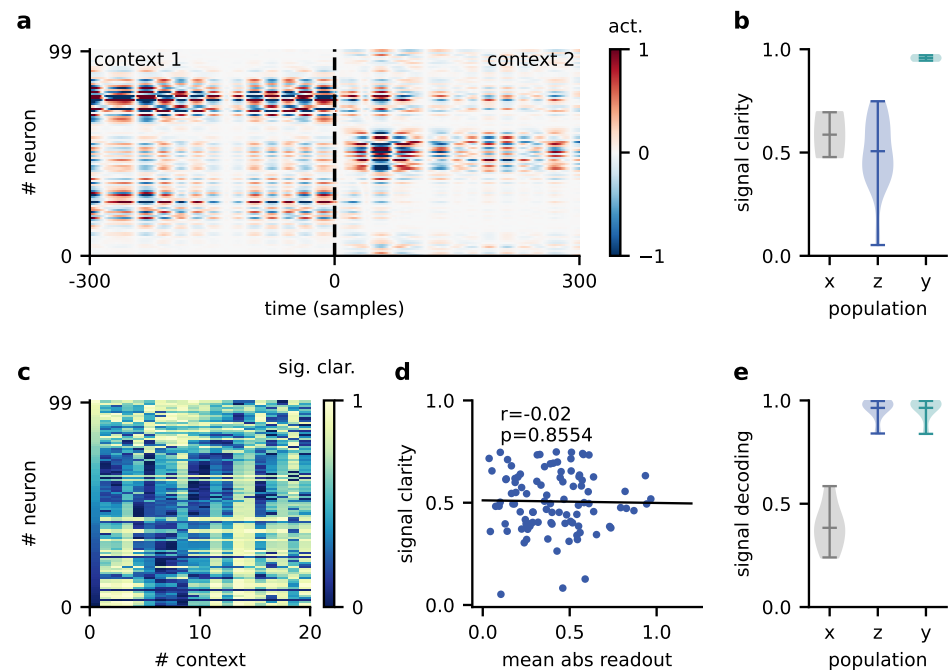 a
act.
99
context 1
context 2
# neuron
0
-300
0
300
time (samples)
1
0
−1
b
1.0
0.5
0.0
signal clarity
x
z
y
population
c
sig. clar.
99
# neuron
0
0
10
20
# context
1
0
d
1.0
0.5
0.0
signal clarity
r=-0.02
p=0.8554
0.0
0.5
1.0
mean abs readout
e
1.0
0.5
0.0
signal decoding
x
z
y
population